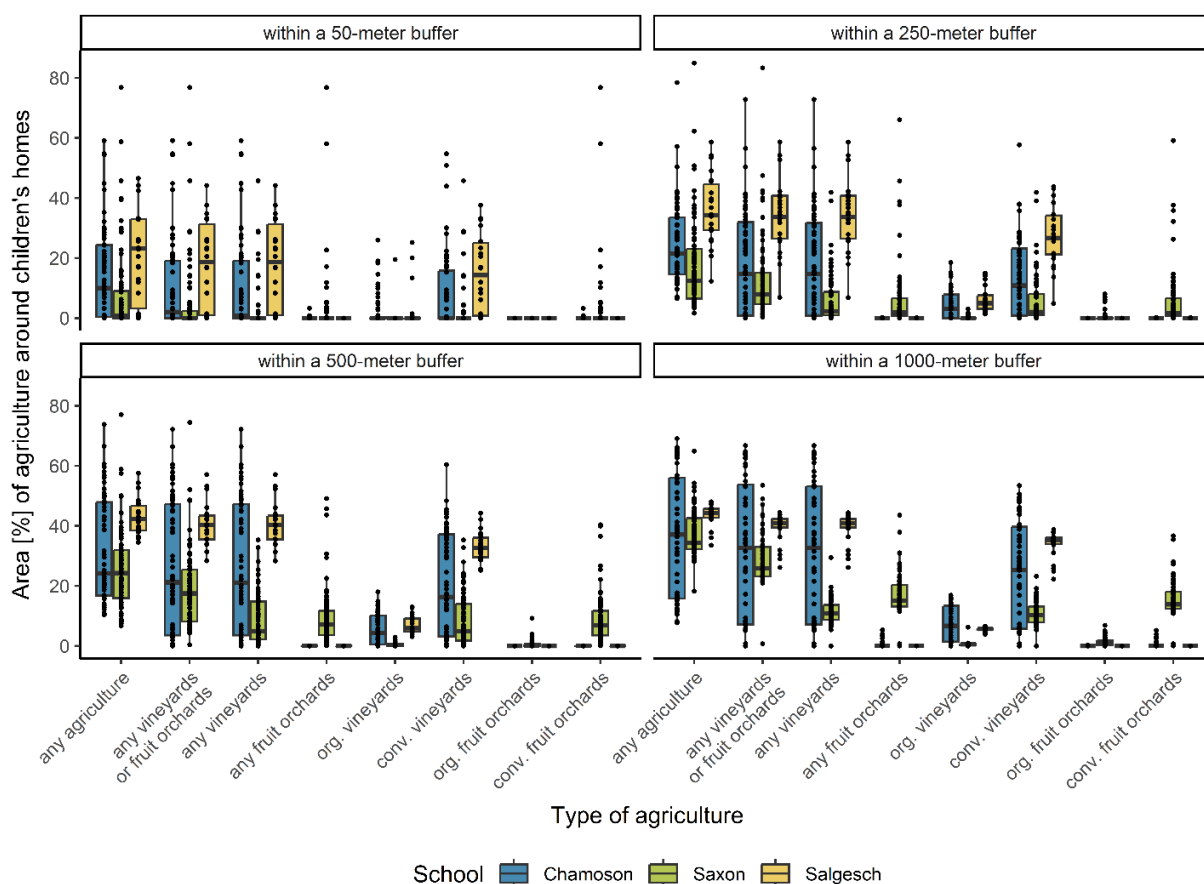 within a 50-meter buffer
within a 250-meter buffer
80
60
40
20
0
within a 500-meter buffer
within a 1000-meter buffer
80
60
40
20
0
Area [%] of agriculture around children's homes
any agriculture
any vineyards
or fruit orchards
any vineyards
any fruit orchards
org. vineyards
conv. vineyards
org. fruit orchards
conv. fruit orchards
any agriculture
any vineyards
or fruit orchards
any vineyards
any fruit orchards
org. vineyards
conv. vineyards
org. fruit orchards
conv. fruit orchards
Type of agriculture
School Chamoson Saxon Salgesch